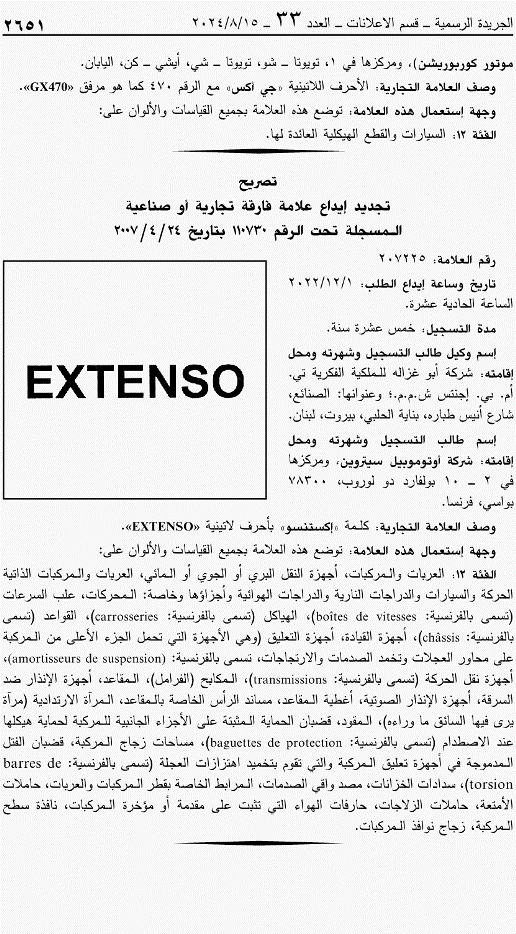 الجريدة الرسمية ـ قسم الاعلانات ـ العدد ٣٣ ـ ٢٠٢٤/٨/١٥
٢٦٥١
موتور كوربوريشن)، ومركزها في ١، تويوتا ـ شو، تويوتا ـ شي، أيشي ـ كن، اليابان.
وصف العلامة التجارية: الأحرف اللاتينية «جي أكس» مع الرقم ٤٧٠ كما هو مرفق «GX470».
وجهة إستعمال هذه العلامة: توضع هذه العلامة بجميع القياسات والألوان على:
الفئة ١٢: السيارات والقطع الهيكلية العائدة لها.
تصريح
تجديد إيداع علامة فارقة تجارية أو صناعية
المسجلة تحت الرقم ١١٠٧٣٠ بتاريخ ٢٠٠٧/٤/٢٤
رقم العلامة: ٢٠٧٢٢٥
تاريخ وساعة إيداع الطلب: ٢٠٢٢/١٢/١
الساعة الحادية عشرة.
مدة التسجيل: خمس عشرة سنة.
إسم وكيل طالب التسجيل وشهرته ومحل
إقامته: شركة أبو غزاله للملكية الفكرية تي.
أم. بي. إجنتس ش.م.م.؛ وعنوانها: الصنائع،
شارع أنيس طباره، بناية الحلبي، بيروت، لبنان.
إسم طالب التسجيل وشهرته ومحل
إقامته: شركة أوتوموبيل سيتروين، ومركزها
في ٢ ـ ١٠ بولفارد دو لوروب، ٧٨٣٠٠
بواسي، فرنسا.
EXTENSO
وصف العلامة التجارية: كلمة «إكستنسو» بأحرف لاتينية «EXTENSO».
وجهة إستعمال هذه العلامة: توضع هذه العلامة بجميع القياسات والألوان على:
الفئة ١٢: العربات والمركبات، أجهزة النقل البري أو الجوي أو المائي، العربات والمركبات الذاتية
الحركة والسيارات والدراجات النارية والدراجات الهوائية وأجزاؤها وخاصة: المحركات، علب السرعات
(تسمى بالفرنسية: boîtes de vitesses)، الهياكل (تسمى بالفرنسية: carrosseries)، القواعد (تسمى
بالفرنسية: châssis)، أجهزة القيادة، أجهزة التعليق (وهي الأجهزة التي تحمل الجزء الأعلى من المركبة
على محاور العجلات وتخمد الصدمات والارتجاجات، تسمى بالفرنسية: (amortisseurs de suspension)،
أجهزة نقل الحركة (تسمى بالفرنسية: transmissions)، المكابح (الفرامل)، المقاعد، أجهزة الإنذار ضد
السرقة، أجهزة الإنذار الصوتية، أغطية المقاعد، مساند الرأس الخاصة بالمقاعد، المرآة الارتدادية (مرآة
يرى فيها السائق ما وراءه)، المقود، قضبان الحماية المثبتة على الأجزاء الجانبية للمركبة لحماية هيكلها
عند الاصطدام (تسمى بالفرنسية: baguettes de protection)، مساحات زجاج المركبة، قضبان الفتل
المدموجة في أجهزة تعليق المركبة والتي تقوم بتخميد اهتزازات العجلة (تسمى بالفرنسية: barres de
torsion)، سدادات الخزانات، مصد واقي الصدمات، المرابط الخاصة بقطر المركبات والعربات، حاملات
الأمتعة، حاملات الزلاجات، حارفات الهواء التي تثبت على مقدمة أو مؤخرة المركبات، نافذة سطح
المركبة، زجاج نوافذ المركبات.